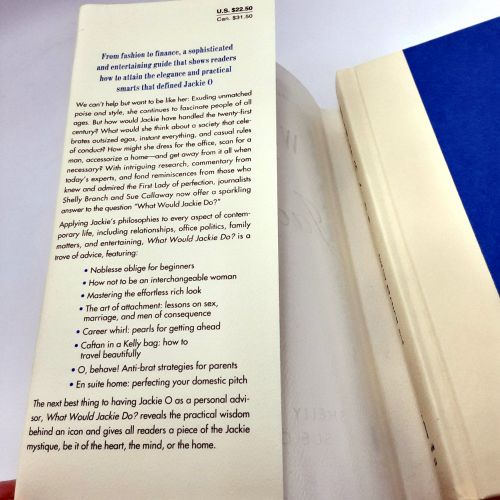 U.S. $22.50
Can. $31.50
From fashion to finance, a sophisticated
and entertaining guide that shows readers
how to attain the elegance and practical
smarts that defined Jackie O
We can't help but want to be like her: Exuding unmatched
poise and style, she continues to fascinate people of all
ages. But how would Jackie have handled the twenty-first
century? What would she think about a society that cele-
brates outsized egos, instant everything, and casual rules
of conduct? How might she dress for the office, scan for a
man, accessorize a home—and get away from it all when
necessary? With intriguing research, commentary from
today's experts, and fond reminiscences from those who
knew and admired the First Lady of perfection, journalists
Shelly Branch and Sue Callaway now offer a sparkling
answer to the question "What Would Jackie Do?"
Applying Jackie's philosophies to every aspect of contem-
porary life, including relationships, office politics, family
matters, and entertaining, What Would Jackie Do? is a
trove of advice, featuring:
• Noblesse oblige for beginners
• How not to be an interchangeable woman
• Mastering the effortless rich look
• The art of attachment: lessons on sex,
marriage, and men of consequence
• Career whirl: pearls for getting ahead
• Caftan in a Kelly bag: how to
travel beautifully
• O, behave! Anti-brat strategies for parents
• En suite home: perfecting your domestic pitch
The next best thing to having Jackie O as a personal advi-
sor, What Would Jackie Do? reveals the practical wisdom
behind an icon and gives all readers a piece of the Jackie
mystique, be it of the heart, the mind, or the home.